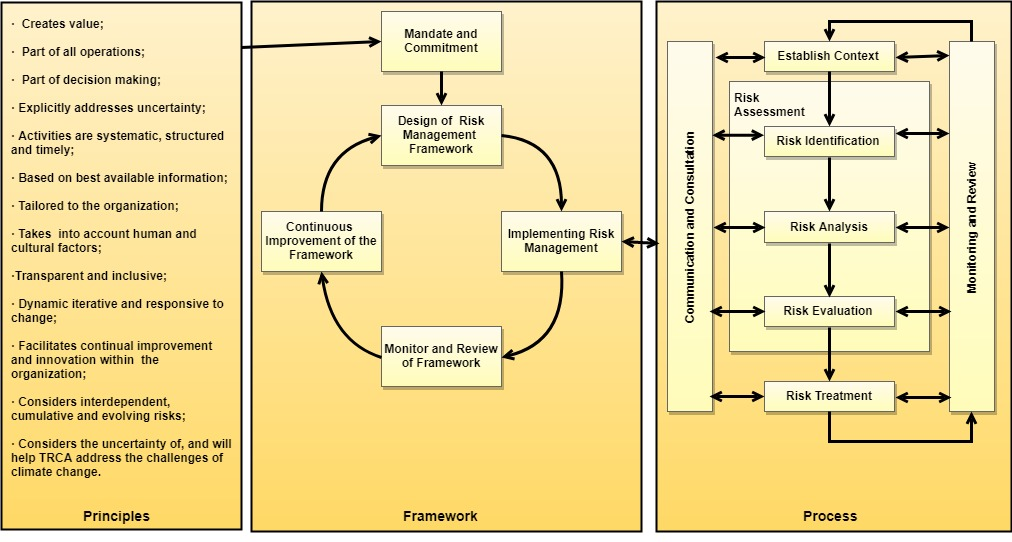 · Creates value;
· Part of all operations;
· Part of decision making;
· Explicitly addresses uncertainty;
· Activities are systematic, structured
and timely;
· Based on best available information;
· Tailored to the organization;
· Takes into account human and
cultural factors;
·Transparent and inclusive;
· Dynamic iterative and responsive to
change;
· Facilitates continual improvement
and innovation within the
organization;
· Considers interdependent,
cumulative and evolving risks;
· Considers the uncertainty of, and will
help TRCA address the challenges of
climate change.
Principles
Mandate and
Commitment
Design of Risk
Management
Framework
Continuous
Improvement of the
Framework
Implementing Risk
Management
Monitor and Review
of Framework
Framework
Communication and Consultation
Establish Context
Risk
Assessment
Risk Identification
Risk Analysis
Risk Evaluation
Risk Treatment
Monitoring and Review
Process